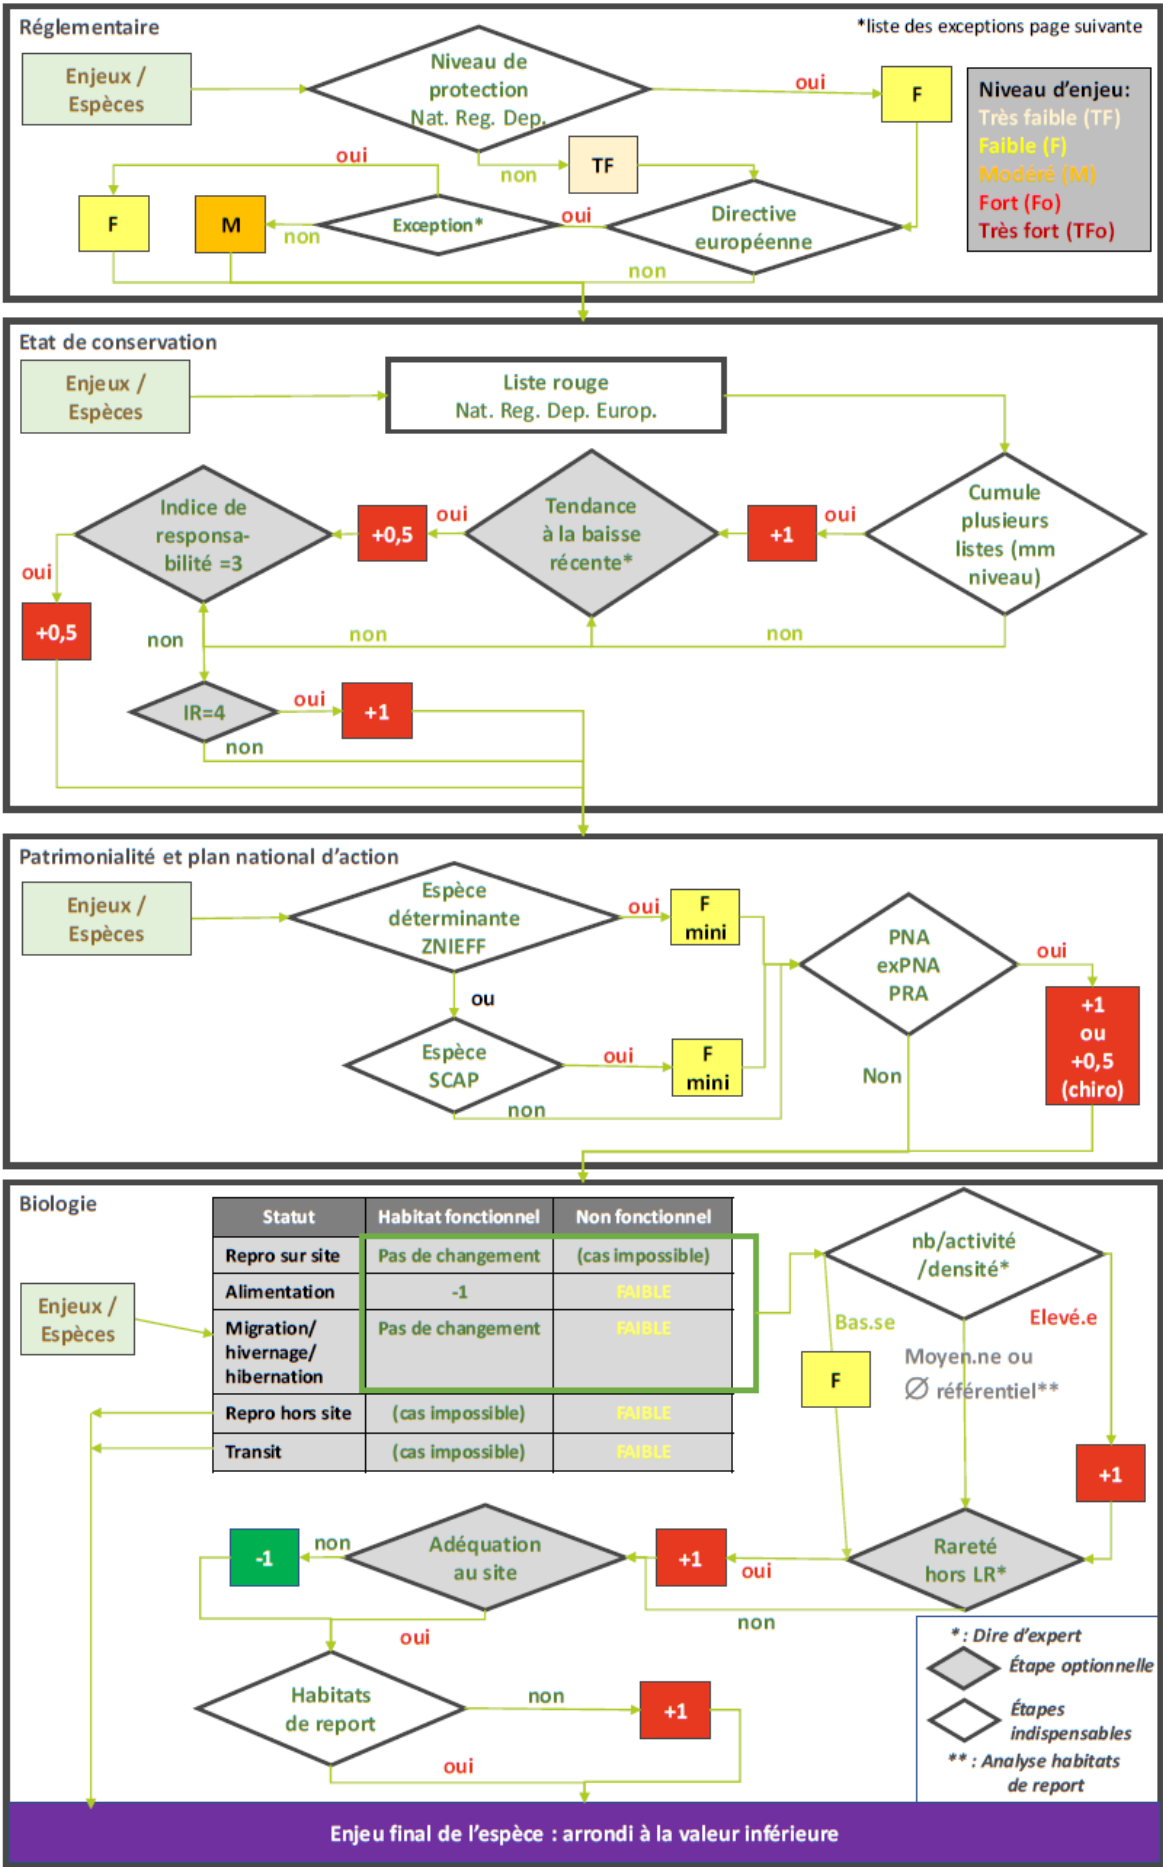 Réglementaire
*liste des exceptions page suivante
Enjeux /
Espèces
Niveau de
protection
Nat. Reg. Dep.
oui
F
Niveau d'enjeu:
Très faible (TF)
Faible (F)
Modéré (M)
Fort (Fo)
Très fort (TFo)
oui
non
TF
F
M
non
Exception*
oui
Directive
européenne
non
Etat de conservation
Enjeux /
Espèces
Liste rouge
Nat. Reg. Dep. Europ.
Indice de
responsa-
bilité =3
+0,5
oui
Tendance
à la baisse
récente*
+1
oui
Cumule
plusieurs
listes (mm
niveau)
oui
+0,5
non
non
non
IR=4
oui
+1
non
Patrimonialité et plan national d'action
Enjeux /
Espèces
Espèce
déterminante
ZNIEFF
oui
F
mini
PNA
exPNA
PRA
oui
+1
ou
+0,5
(chiro)
ou
Espèce
SCAP
oui
F
mini
Non
non
Biologie
Statut
Habitat fonctionnel
Non fonctionnel
Repro sur site
Pas de changement
(cas impossible)
Alimentation
-1
FAIBLE
Migration/
hivernage/
hibernation
Pas de changement
FAIBLE
Repro hors site
(cas impossible)
FAIBLE
Transit
(cas impossible)
FAIBLE
Enjeux /
Espèces
nb/activité
/densité*
Bas.se
Elevé.e
Moyen.ne ou
∅ référentiel**
F
+1
-1
non
Adéquation
au site
+1
oui
Rareté
hors LR*
non
oui
Habitats
de report
non
+1
oui
* : Dire d'expert
Étape optionnelle
Étapes
indispensables
** : Analyse habitats
de report
Enjeu final de l'espèce : arrondi à la valeur inférieure